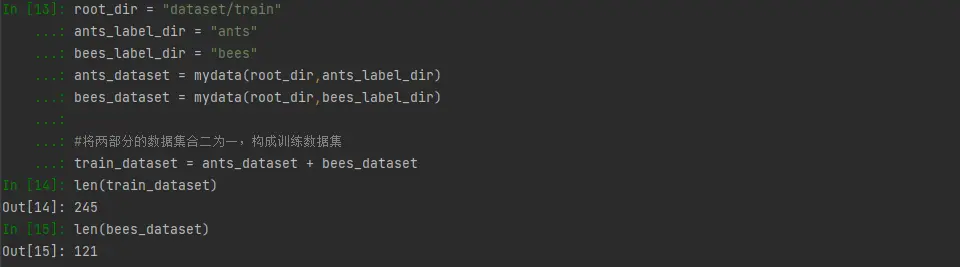 In [13]: root_dir = "dataset/train"
...: ants_label_dir = "ants"
...: bees_label_dir = "bees"
...: ants_dataset = mydata(root_dir,ants_label_dir)
...: bees_dataset = mydata(root_dir,bees_label_dir)
...:
...: #将两部分的数据集合二为一，构成训练数据集
...: train_dataset = ants_dataset + bees_dataset
In [14]: len(train_dataset)
Out[14]: 245
In [15]: len(bees_dataset)
Out[15]: 121